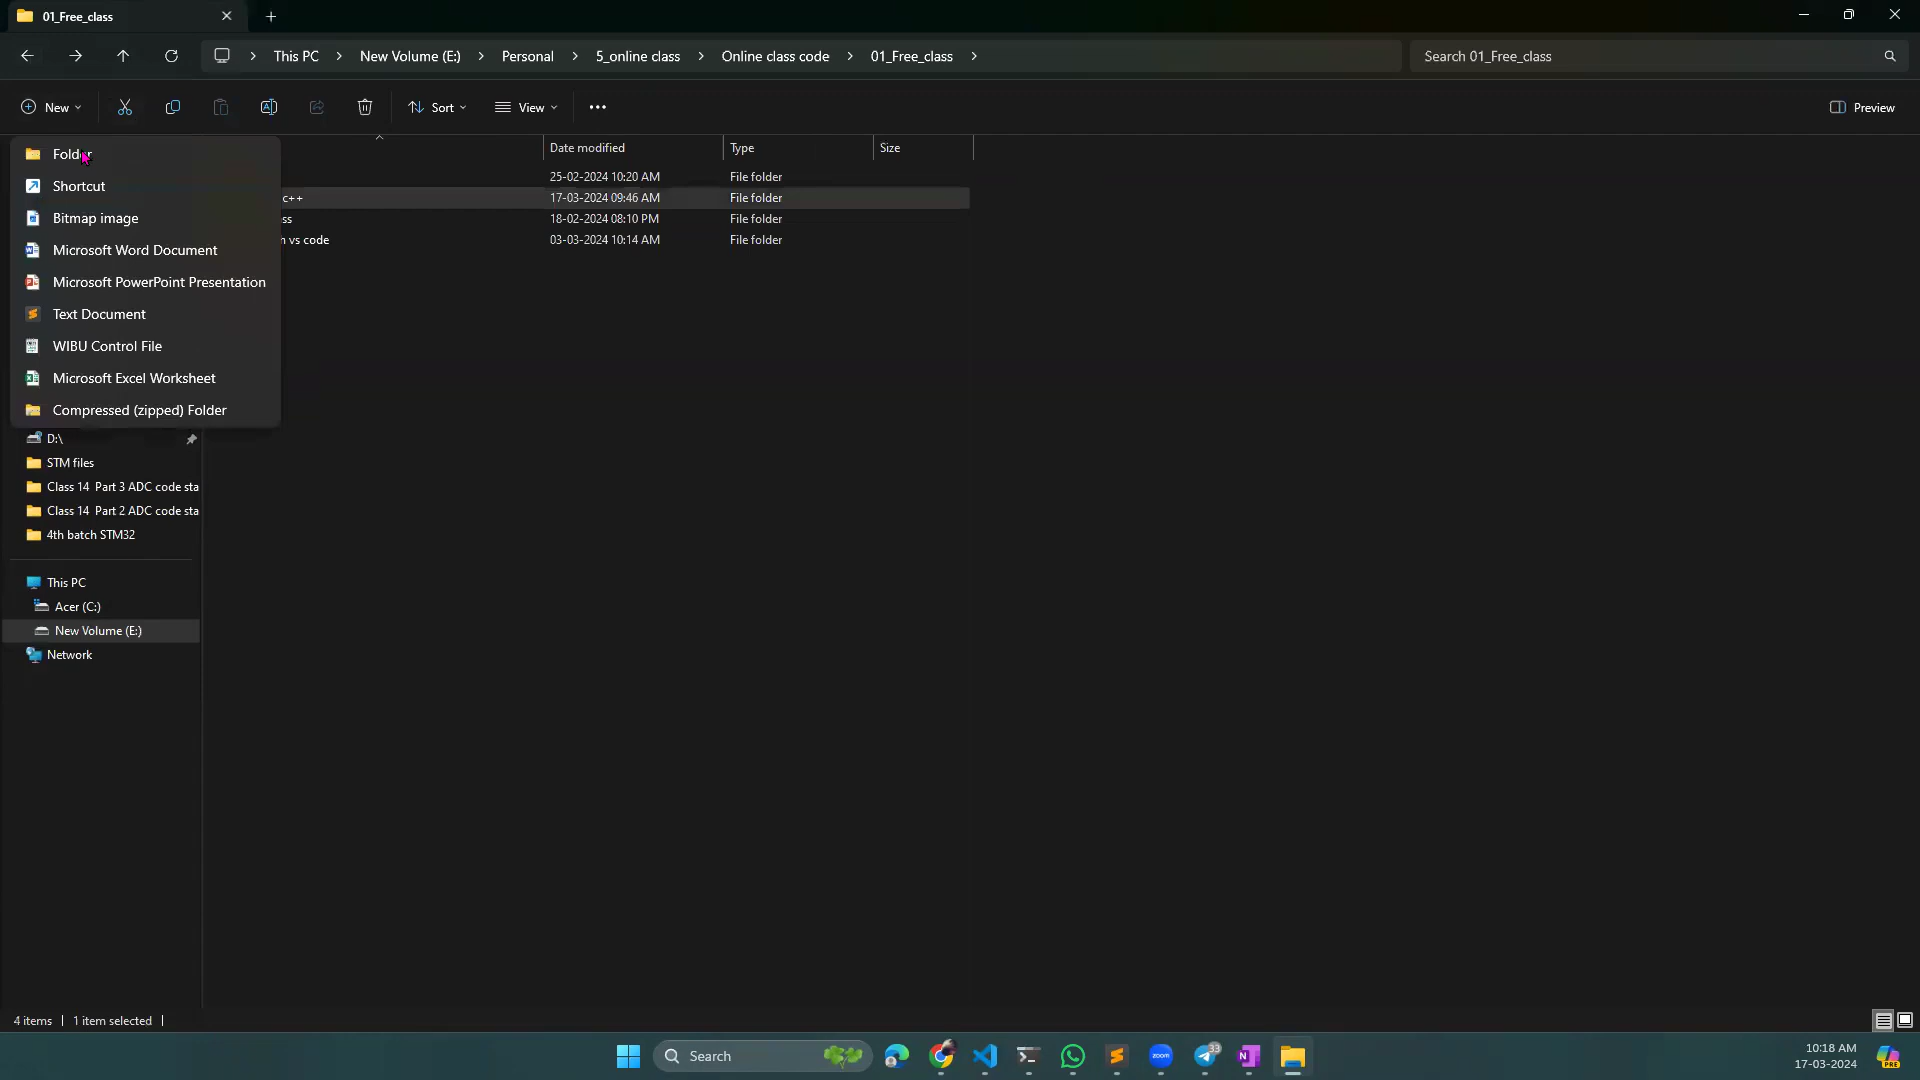 01_Free_class
This PC
New Volume (E:)
Personal
5_online class
Online class code
01_Free_class
Search 01_Free_class
New
Sort
View
Preview
Date modified
Type
Size
25-02-2024 10:20 AM
File folder
c++
17-03-2024 09:46 AM
File folder
18-02-2024 08:10 PM
File folder
vs code
03-03-2024 10:14 AM
File folder
Folder
Shortcut
Bitmap image
Microsoft Word Document
Microsoft PowerPoint Presentation
Text Document
WIBU Control File
Microsoft Excel Worksheet
Compressed (zipped) Folder
D:\
STM files
Class 14 Part 3 ADC code sta
Class 14 Part 2 ADC code sta
4th batch STM32
This PC
Acer (C:)
New Volume (E:)
Network
4 items
1 item selected
Search
zoom
33
PRE
10:18 AM
17-03-2024